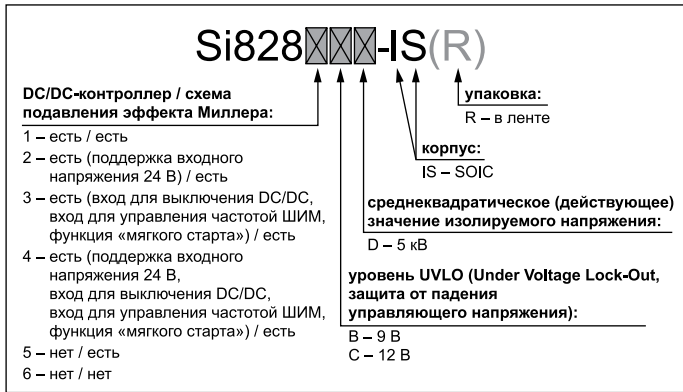 Si828☒☒☒-IS(R)
DC/DC-контроллер / схема
подавления эффекта Миллера:
1 – есть / есть
2 – есть (поддержка входного
напряжения 24 В) / есть
3 – есть (вход для выключения DC/DC,
вход для управления частотой ШИМ,
функция «мягкого старта») / есть
4 – есть (поддержка входного
напряжения 24 В,
вход для выключения DC/DC,
вход для управления частотой ШИМ,
функция «мягкого старта») / есть
5 – нет / есть
6 – нет / нет
упаковка:
R – в ленте
корпус:
IS – SOIC
среднеквадратическое (действующее)
значение изолируемого напряжения:
D – 5 кВ
уровень UVLO (Under Voltage Lock-Out,
защита от падения
управляющего напряжения):
B – 9 В
C – 12 В